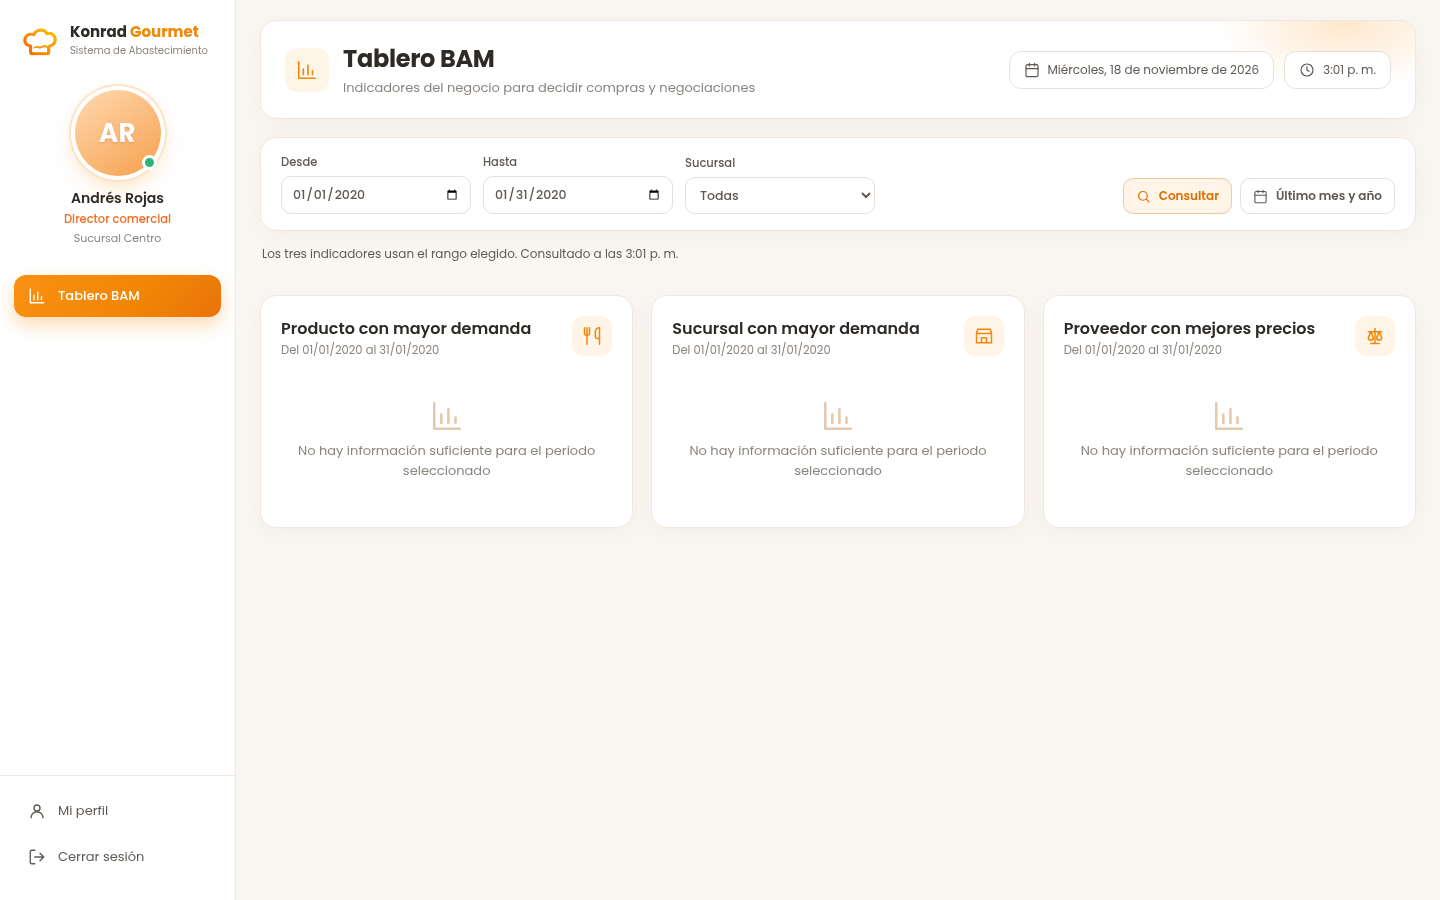 Konrad Gourmet
Sistema de Abastecimiento
AR
Andrés Rojas
Director comercial
Sucursal Centro
Tablero BAM
Mi perfil
Cerrar sesión
Tablero BAM
Indicadores del negocio para decidir compras y negociaciones
Miércoles, 18 de noviembre de 2026
3:01 p. m.
Desde
01/01/2020
Hasta
01/31/2020
Sucursal
Todas
Consultar
Último mes y año
Los tres indicadores usan el rango elegido. Consultado a las 3:01 p. m.
Producto con mayor demanda
Del 01/01/2020 al 31/01/2020
No hay información suficiente para el periodo
seleccionado
Sucursal con mayor demanda
Del 01/01/2020 al 31/01/2020
No hay información suficiente para el periodo
seleccionado
Proveedor con mejores precios
Del 01/01/2020 al 31/01/2020
No hay información suficiente para el periodo
seleccionado